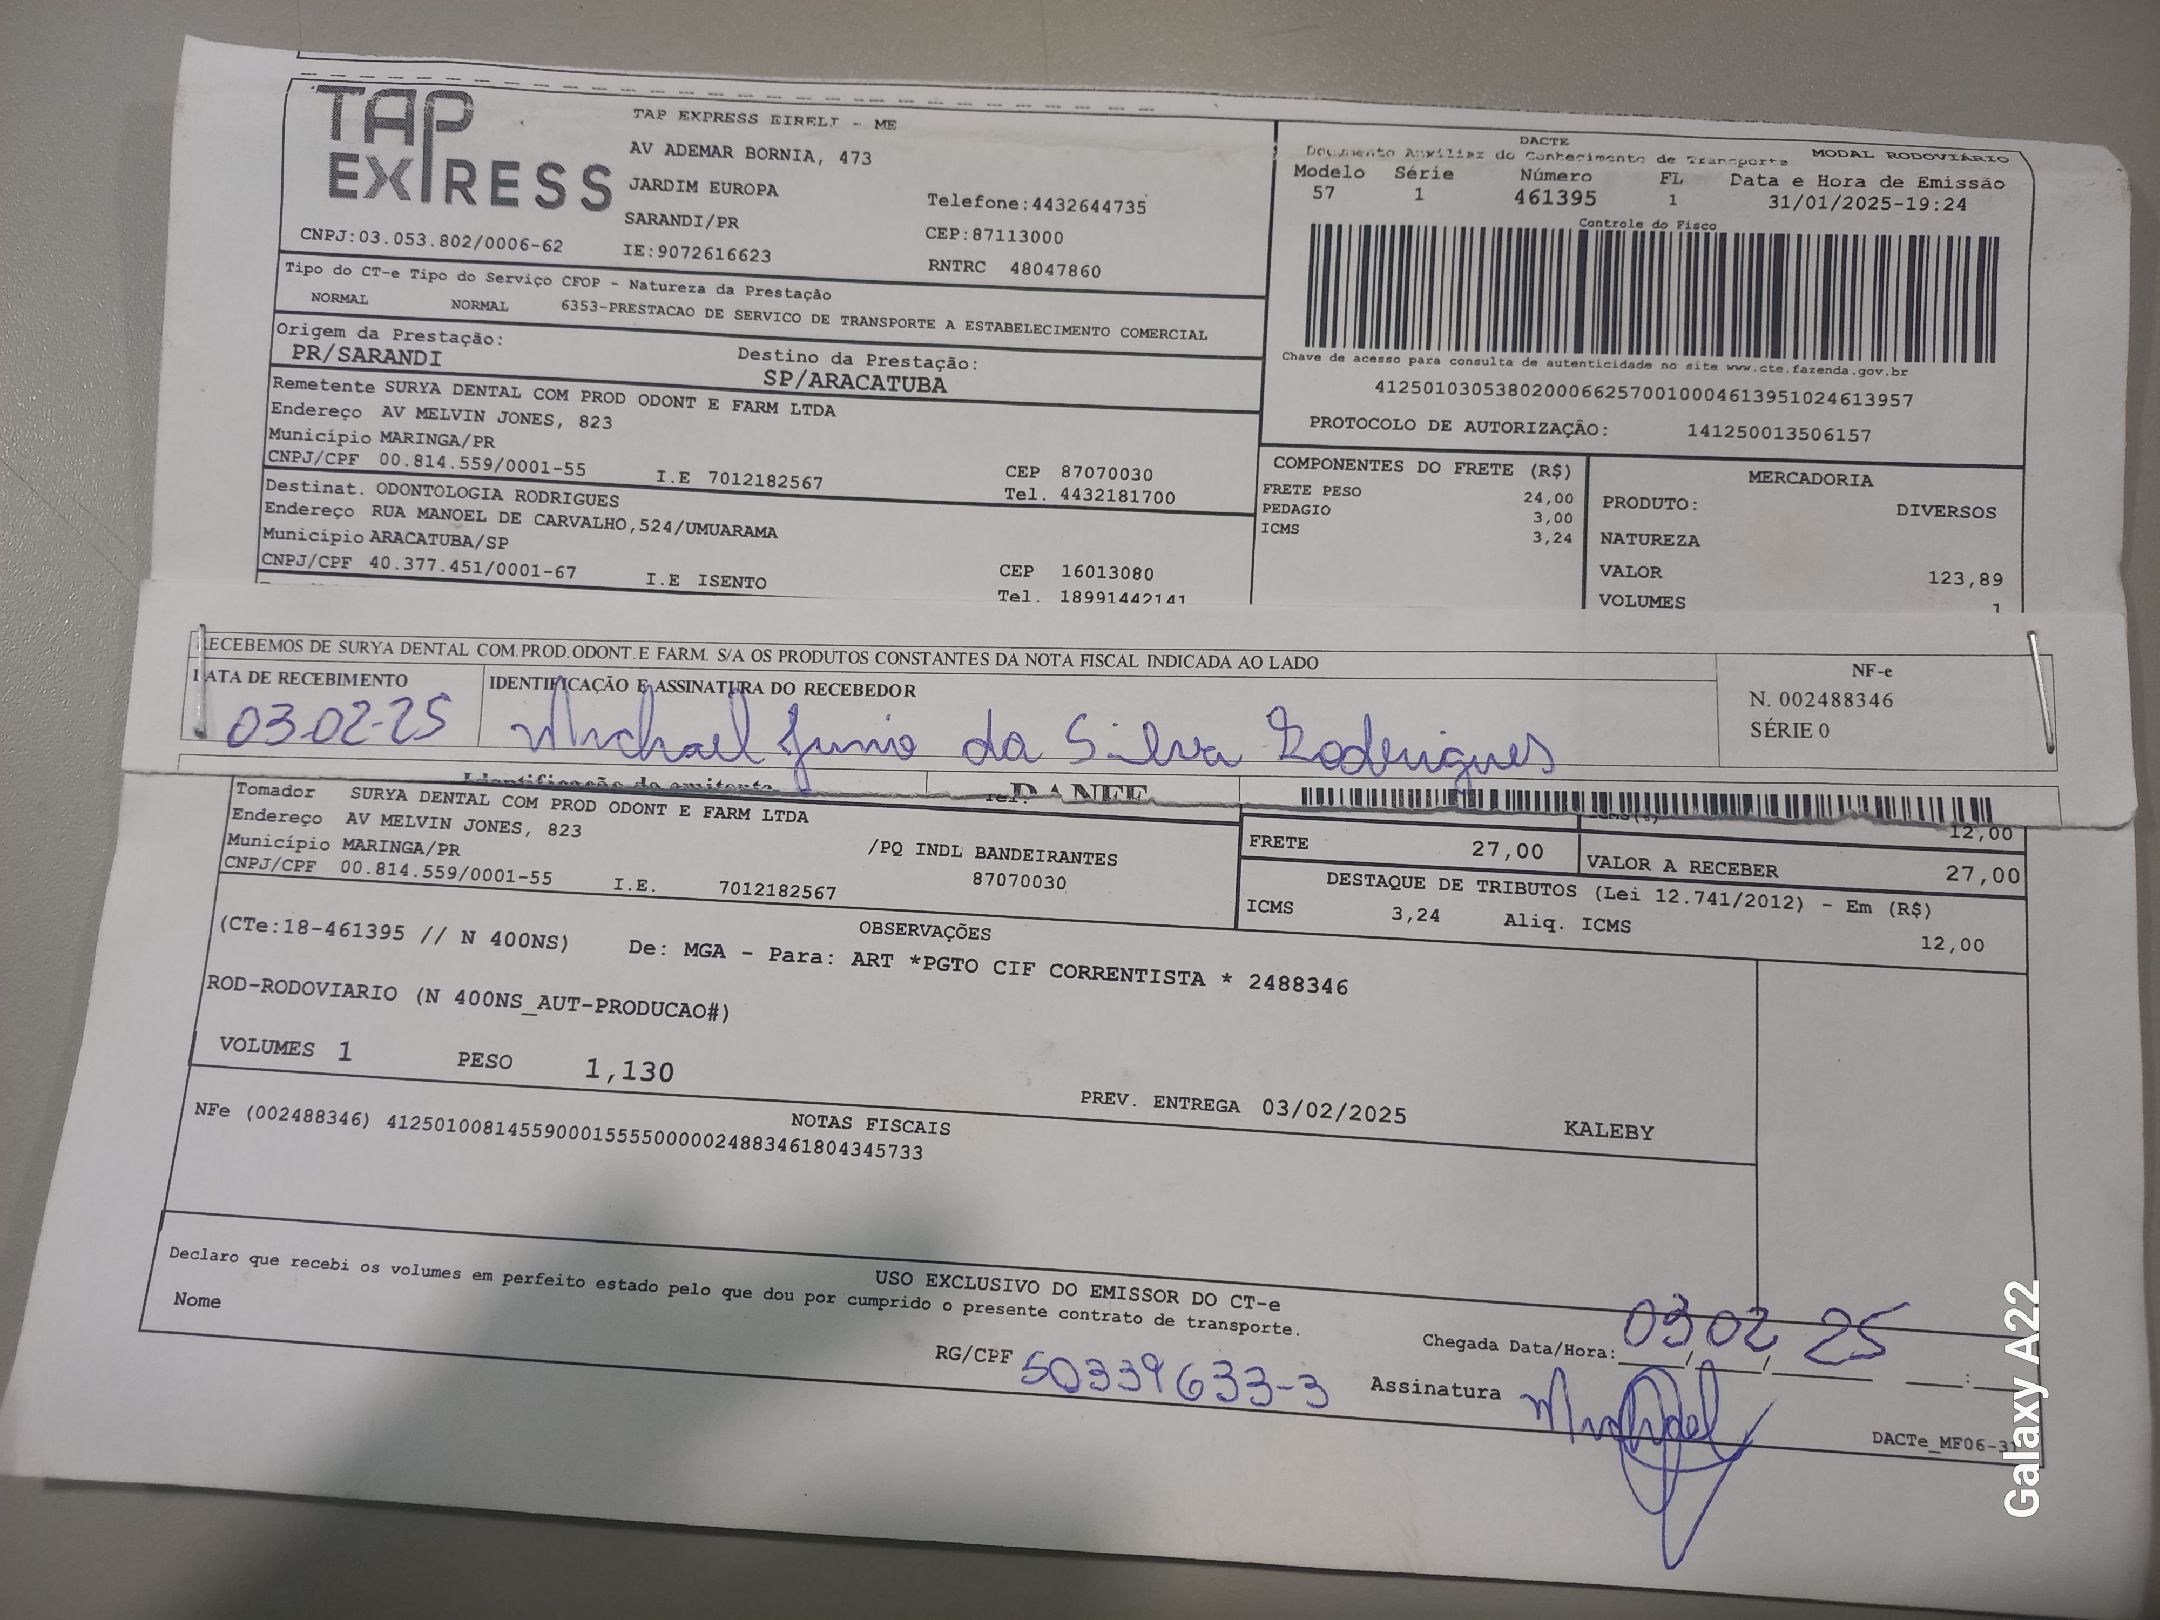 TAP EXPRESS
TAP EXPRESS EIRELI - ME
AV ADEMAR BORNIA, 473
JARDIM EUROPA
Telefone:4432644735
SARANDI/PR
CEP:87113000
CNPJ:03.053.802/0006-62
IE:9072616623
RNTRC 48047860
DACTE
Documento Auxiliar do Conhecimento de Transporte MODAL RODOVIÁRIO
Modelo Série Número FL Data e Hora de Emissão
57 1 461395 1 31/01/2025-19:24
Controle do Fisco
Chave de acesso para consulta de autenticidade no site www.cte.fazenda.gov.br
41250103053802000662570010004613951024613957
PROTOCOLO DE AUTORIZAÇÃO: 141250013506157
Tipo do CT-e Tipo do Serviço CFOP - Natureza da Prestação
NORMAL NORMAL 6353-PRESTACAO DE SERVICO DE TRANSPORTE A ESTABELECIMENTO COMERCIAL
Origem da Prestação: Destino da Prestação:
PR/SARANDI SP/ARACATUBA
Remetente SURYA DENTAL COM PROD ODONT E FARM LTDA
Endereço AV MELVIN JONES, 823
Município MARINGA/PR CEP 87070030
CNPJ/CPF 00.814.559/0001-55 I.E 7012182567 Tel. 4432181700
Destinat. ODONTOLOGIA RODRIGUES
Endereço RUA MANOEL DE CARVALHO,524/UMUARAMA
Município ARACATUBA/SP CEP 16013080
CNPJ/CPF 40.377.451/0001-67 I.E ISENTO Tel. 18991442141
COMPONENTES DO FRETE (R$)
FRETE PESO 24,00
PEDAGIO 3,00
ICMS 3,24
MERCADORIA
PRODUTO: DIVERSOS
NATUREZA
VALOR 123,89
VOLUMES 1
RECEBEMOS DE SURYA DENTAL COM.PROD.ODONT.E FARM. S/A OS PRODUTOS CONSTANTES DA NOTA FISCAL INDICADA AO LADO
DATA DE RECEBIMENTO IDENTIFICAÇÃO E ASSINATURA DO RECEBEDOR
03-02-25 Michael Junio da Silva Rodrigues
NF-e
N. 002488346
SÉRIE 0
Identificação do emitente DANFE
Tomador SURYA DENTAL COM PROD ODONT E FARM LTDA Tel.
Endereço AV MELVIN JONES, 823
Município MARINGA/PR /PQ INDL BANDEIRANTES
CNPJ/CPF 00.814.559/0001-55 I.E. 7012182567 87070030
12,00
FRETE 27,00 VALOR A RECEBER 27,00
DESTAQUE DE TRIBUTOS (Lei 12.741/2012) - Em (R$)
ICMS 3,24 Aliq. ICMS 12,00
OBSERVAÇÕES
(CTe:18-461395 // N 400NS) De: MGA - Para: ART *PGTO CIF CORRENTISTA * 2488346
ROD-RODOVIARIO (N 400NS_AUT-PRODUCAO#)
VOLUMES 1 PESO 1,130 PREV. ENTREGA 03/02/2025 KALEBY
NOTAS FISCAIS
NFe (002488346) 41250100814559000155550000024883461804345733
USO EXCLUSIVO DO EMISSOR DO CT-e
Declaro que recebi os volumes em perfeito estado pelo que dou por cumprido o presente contrato de transporte.
Nome RG/CPF 50339633-3
Chegada Data/Hora: 03 02 25
Assinatura Michael
DACTe_MF06-3
Galaxy A22